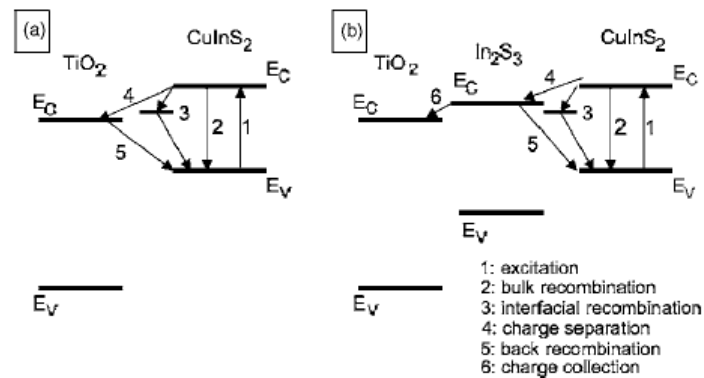 (a)
TiO2
CuInS2
EC
EC
4
3
2
1
5
EV
EV
(b)
TiO2
In2S3
CuInS2
EC
EC
EC
6
4
3
2
1
5
EV
EV
EV
1: excitation
2: bulk recombination
3: interfacial recombination
4: charge separation
5: back recombination
6: charge collection